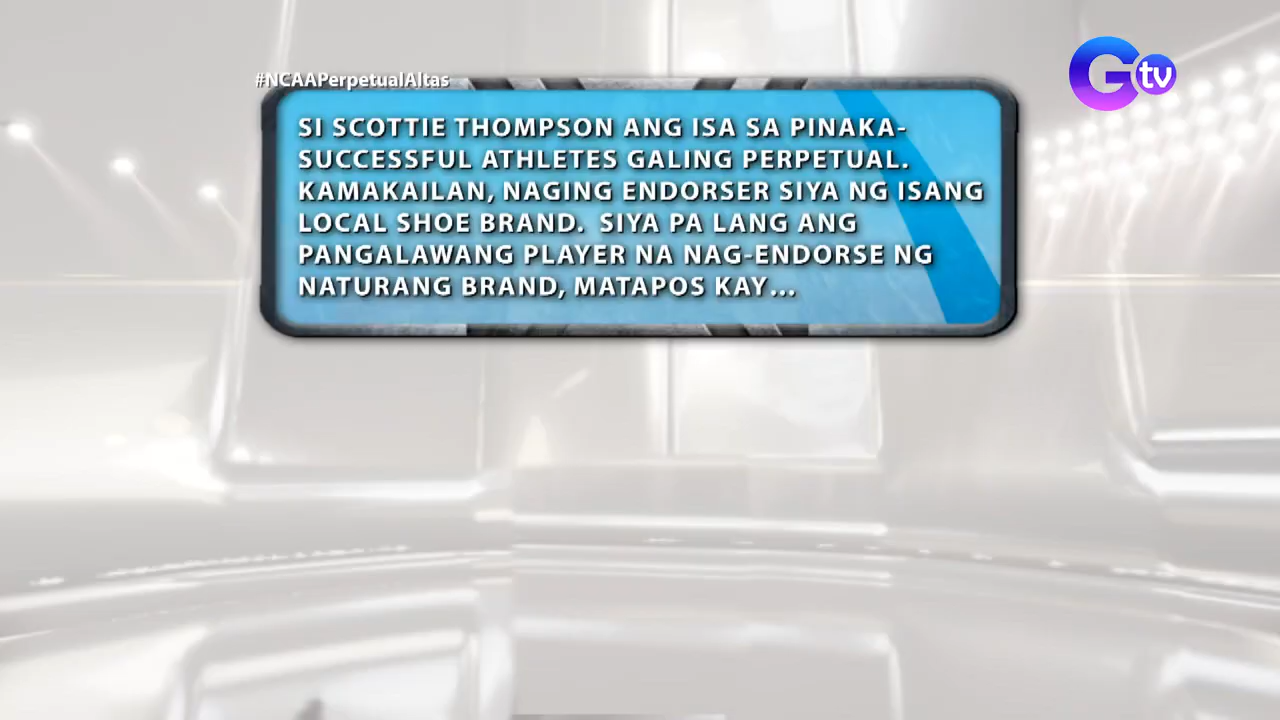 #NCAAPerpetualAltas
Gtv
SI SCOTTIE THOMPSON ANG ISA SA PINAKA-
SUCCESSFUL ATHLETES GALING PERPETUAL.
KAMAKAILAN, NAGING ENDORSER SIYA NG ISANG
LOCAL SHOE BRAND. SIYA PA LANG ANG
PANGALAWANG PLAYER NA NAG-ENDORSE NG
NATURANG BRAND, MATAPOS KAY...